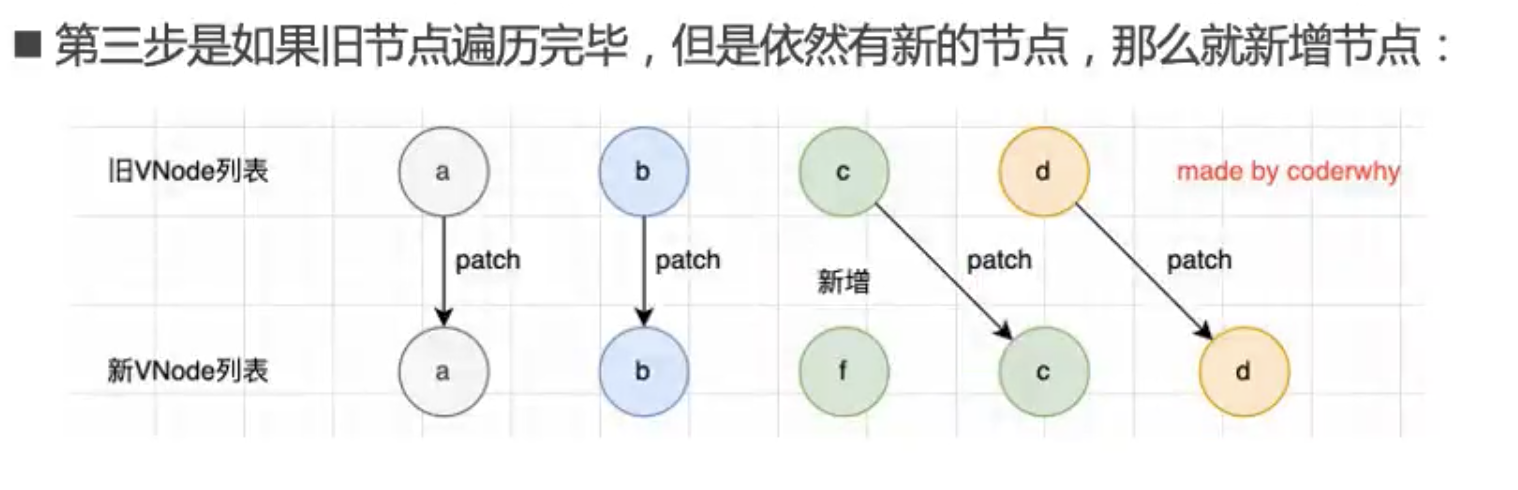 ■ 第三步是如果旧节点遍历完毕，但是依然有新的节点，那么就新增节点：
旧VNode列表 a b c d made by coderwhy
patch patch 新增 patch patch
新VNode列表 a b f c d